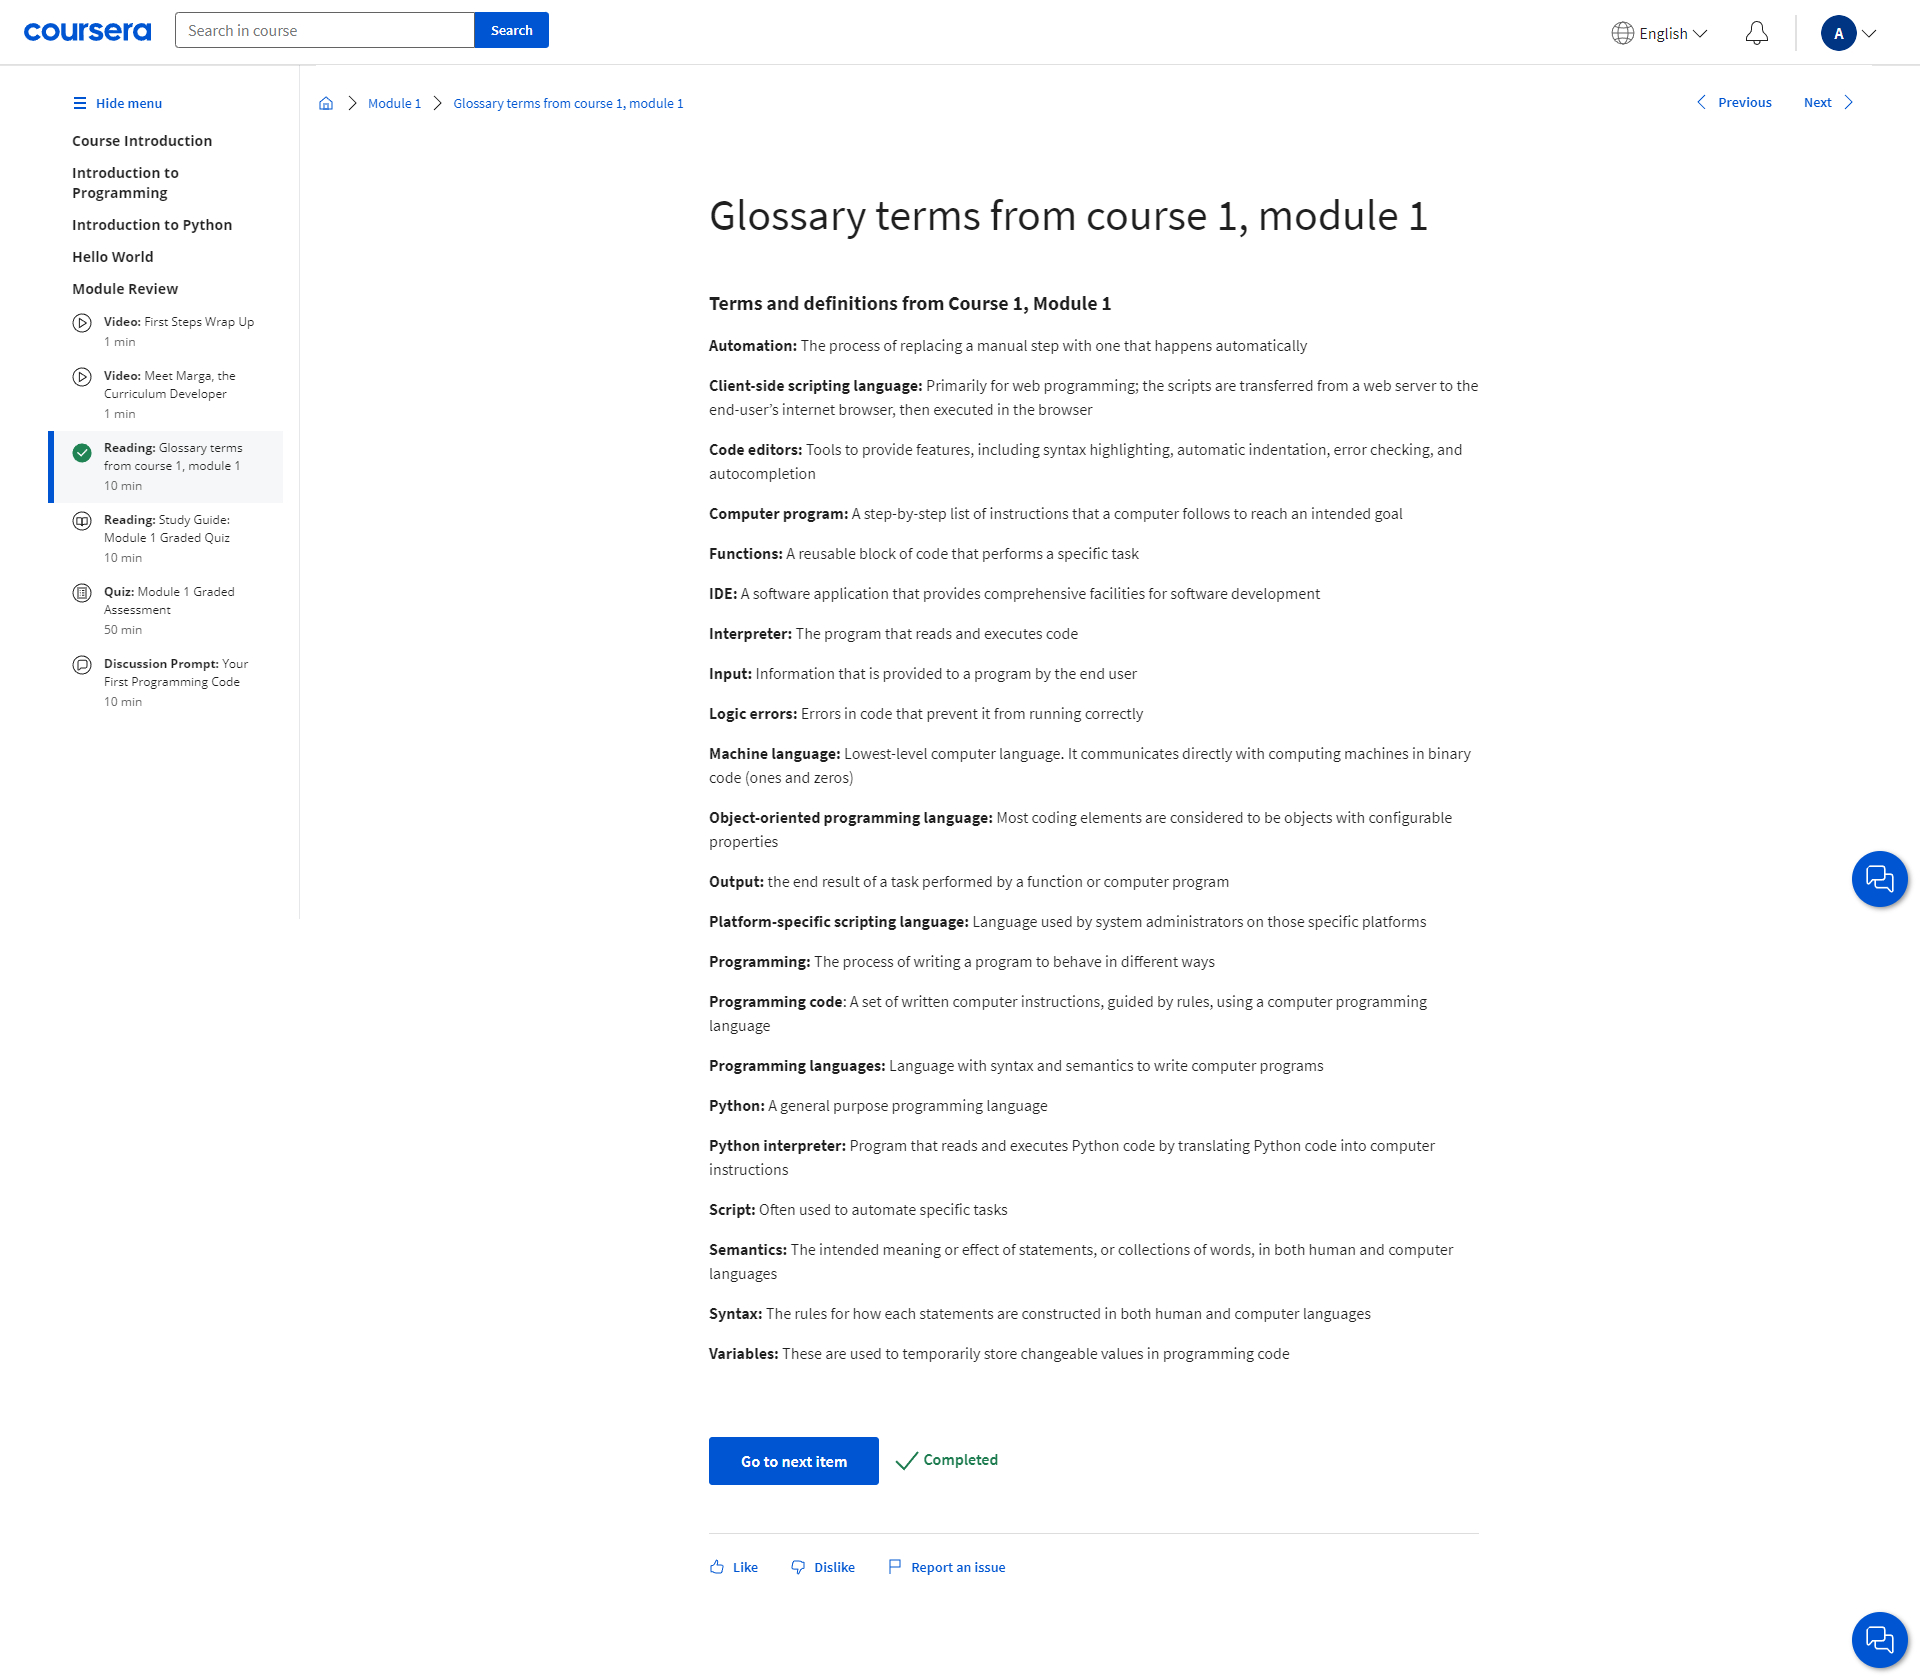 coursera
Search in course
Search
English
A
Hide menu
Course Introduction
Introduction to
Programming
Introduction to Python
Hello World
Module Review
Video: First Steps Wrap Up
1 min
Video: Meet Marga, the
Curriculum Developer
1 min
Reading: Glossary terms
from course 1, module 1
10 min
Reading: Study Guide:
Module 1 Graded Quiz
10 min
Quiz: Module 1 Graded
Assessment
50 min
Discussion Prompt: Your
First Programming Code
10 min
Module 1
Glossary terms from course 1, module 1
Previous
Next
Glossary terms from course 1, module 1
Terms and definitions from Course 1, Module 1
Automation: The process of replacing a manual step with one that happens automatically
Client-side scripting language: Primarily for web programming; the scripts are transferred from a web server to the
end-user’s internet browser, then executed in the browser
Code editors: Tools to provide features, including syntax highlighting, automatic indentation, error checking, and
autocompletion
Computer program: A step-by-step list of instructions that a computer follows to reach an intended goal
Functions: A reusable block of code that performs a specific task
IDE: A software application that provides comprehensive facilities for software development
Interpreter: The program that reads and executes code
Input: Information that is provided to a program by the end user
Logic errors: Errors in code that prevent it from running correctly
Machine language: Lowest-level computer language. It communicates directly with computing machines in binary
code (ones and zeros)
Object-oriented programming language: Most coding elements are considered to be objects with configurable
properties
Output: the end result of a task performed by a function or computer program
Platform-specific scripting language: Language used by system administrators on those specific platforms
Programming: The process of writing a program to behave in different ways
Programming code: A set of written computer instructions, guided by rules, using a computer programming
language
Programming languages: Language with syntax and semantics to write computer programs
Python: A general purpose programming language
Python interpreter: Program that reads and executes Python code by translating Python code into computer
instructions
Script: Often used to automate specific tasks
Semantics: The intended meaning or effect of statements, or collections of words, in both human and computer
languages
Syntax: The rules for how each statements are constructed in both human and computer languages
Variables: These are used to temporarily store changeable values in programming code
Go to next item
Completed
Like
Dislike
Report an issue